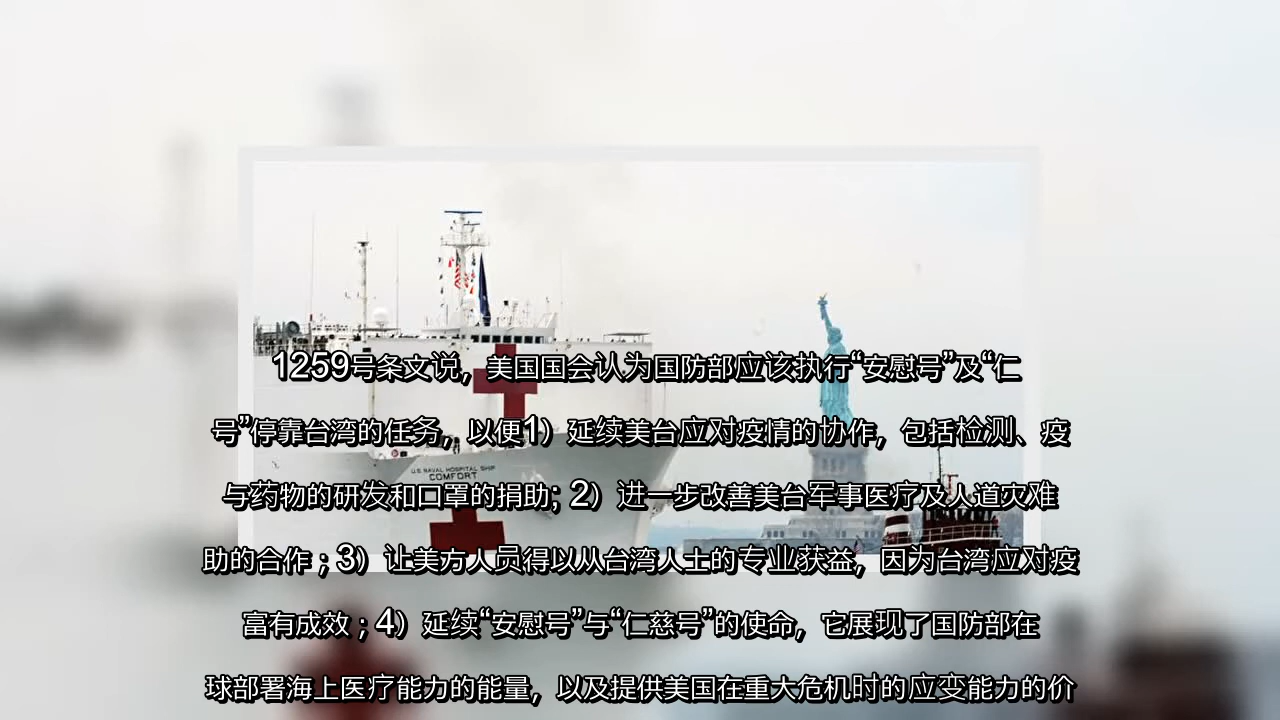 U.S. NAVAL HOSPITAL SHIP
COMFORT
1259号条文说，美国国会认为国防部应该执行“安慰号”及“仁
号”停靠台湾的任务，以便1）延续美台应对疫情的协作，包括检测、疫
与药物的研发和口罩的捐助；2）进一步改善美台军事医疗及人道灾难
助的合作；3）让美方人员得以从台湾人士的专业获益，因为台湾应对疫
富有成效；4）延续“安慰号”与“仁慈号”的使命，它展现了国防部在
球部署海上医疗能力的能量，以及提供美国在重大危机时的应变能力的价